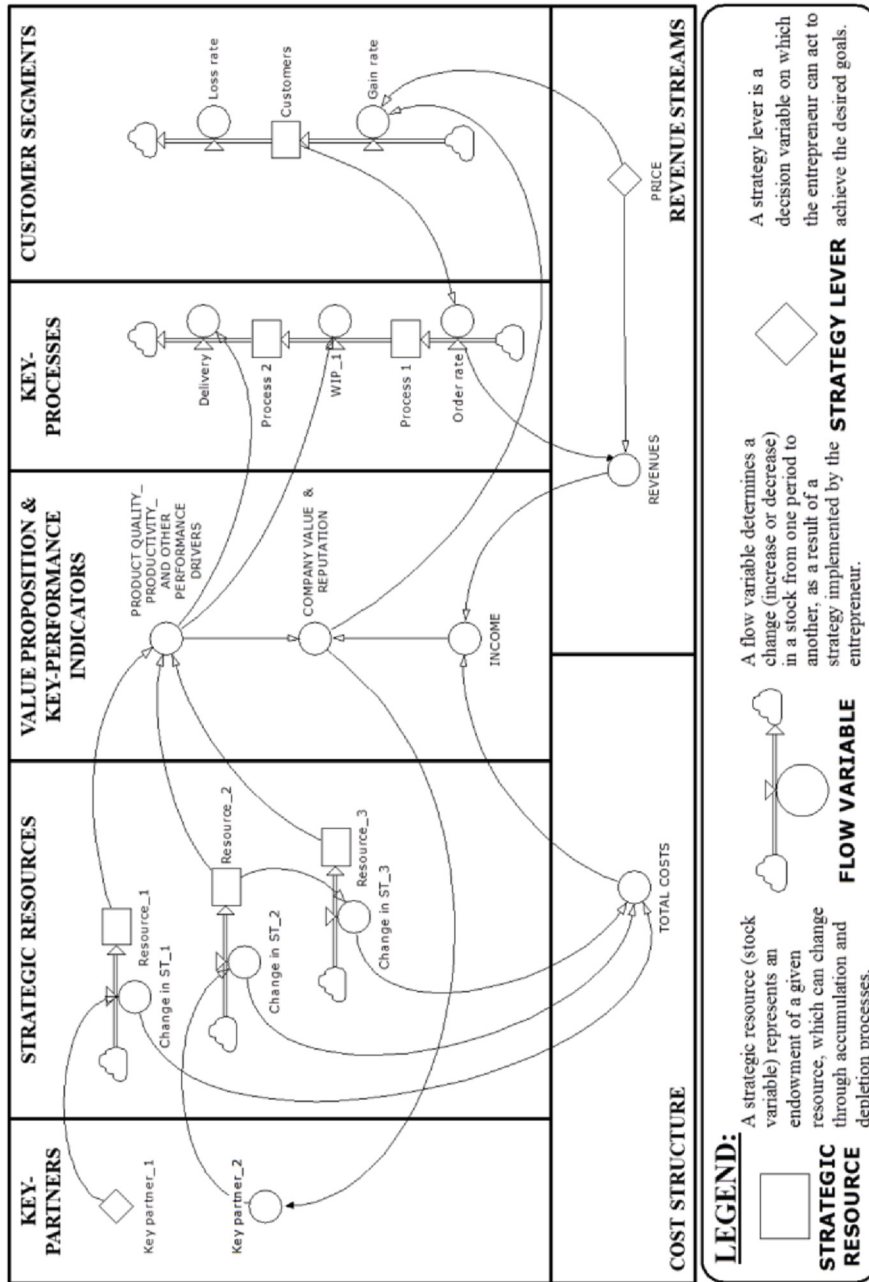 KEY-
PARTNERS
Key partner_1
Key partner_2
STRATEGIC RESOURCES
Resource_1
Change in ST_1
Resource_2
Change in ST_2
Resource_3
Change in ST_3
VALUE PROPOSITION &
KEY-PERFORMANCE
INDICATORS
PRODUCT QUALITY_
PRODUCTIVITY_
AND OTHER
PERFORMANCE
DRIVERS
COMPANY VALUE &
REPUTATION
INCOME
KEY-
PROCESSES
Delivery
Process 2
WIP_1
Process 1
Order rate
CUSTOMER SEGMENTS
Loss rate
Customers
Gain rate
COST STRUCTURE
TOTAL COSTS
REVENUES
PRICE
REVENUE STREAMS
LEGEND:
STRATEGIC
RESOURCE
A strategic resource (stock
variable) represents an
endowment of a given
resource, which can change
through accumulation and
depletion processes.
FLOW VARIABLE
A flow variable determines a
change (increase or decrease)
in a stock from one period to
another, as a result of a
strategy implemented by the
entrepreneur.
STRATEGY LEVER
A strategy lever is a
decision variable on which
the entrepreneur can act to
achieve the desired goals.